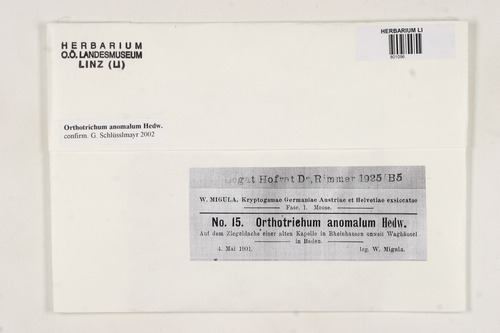 HERBARIUM
O.Ö. LANDESMUSEUM
LINZ (LI)
HERBARIUM LI
801096
Orthotrichum anomalum Hedw.
confirm. G. Schlüsslmayr 2002
Legat Hofrat Dr, Rimmer 1925/B5
W. MIGULA, Kryptogamae Germaniae Austriae et Helvetiae exsiccatae
Fasc. 1. Moose.
No. 15. Orthotrichum anomalum Hedw.
Auf dem Ziegeldache einer alten Kapelle in Rheinhausen unweit Waghäusel
in Baden.
4. Mai 1901. leg. W. Migula.